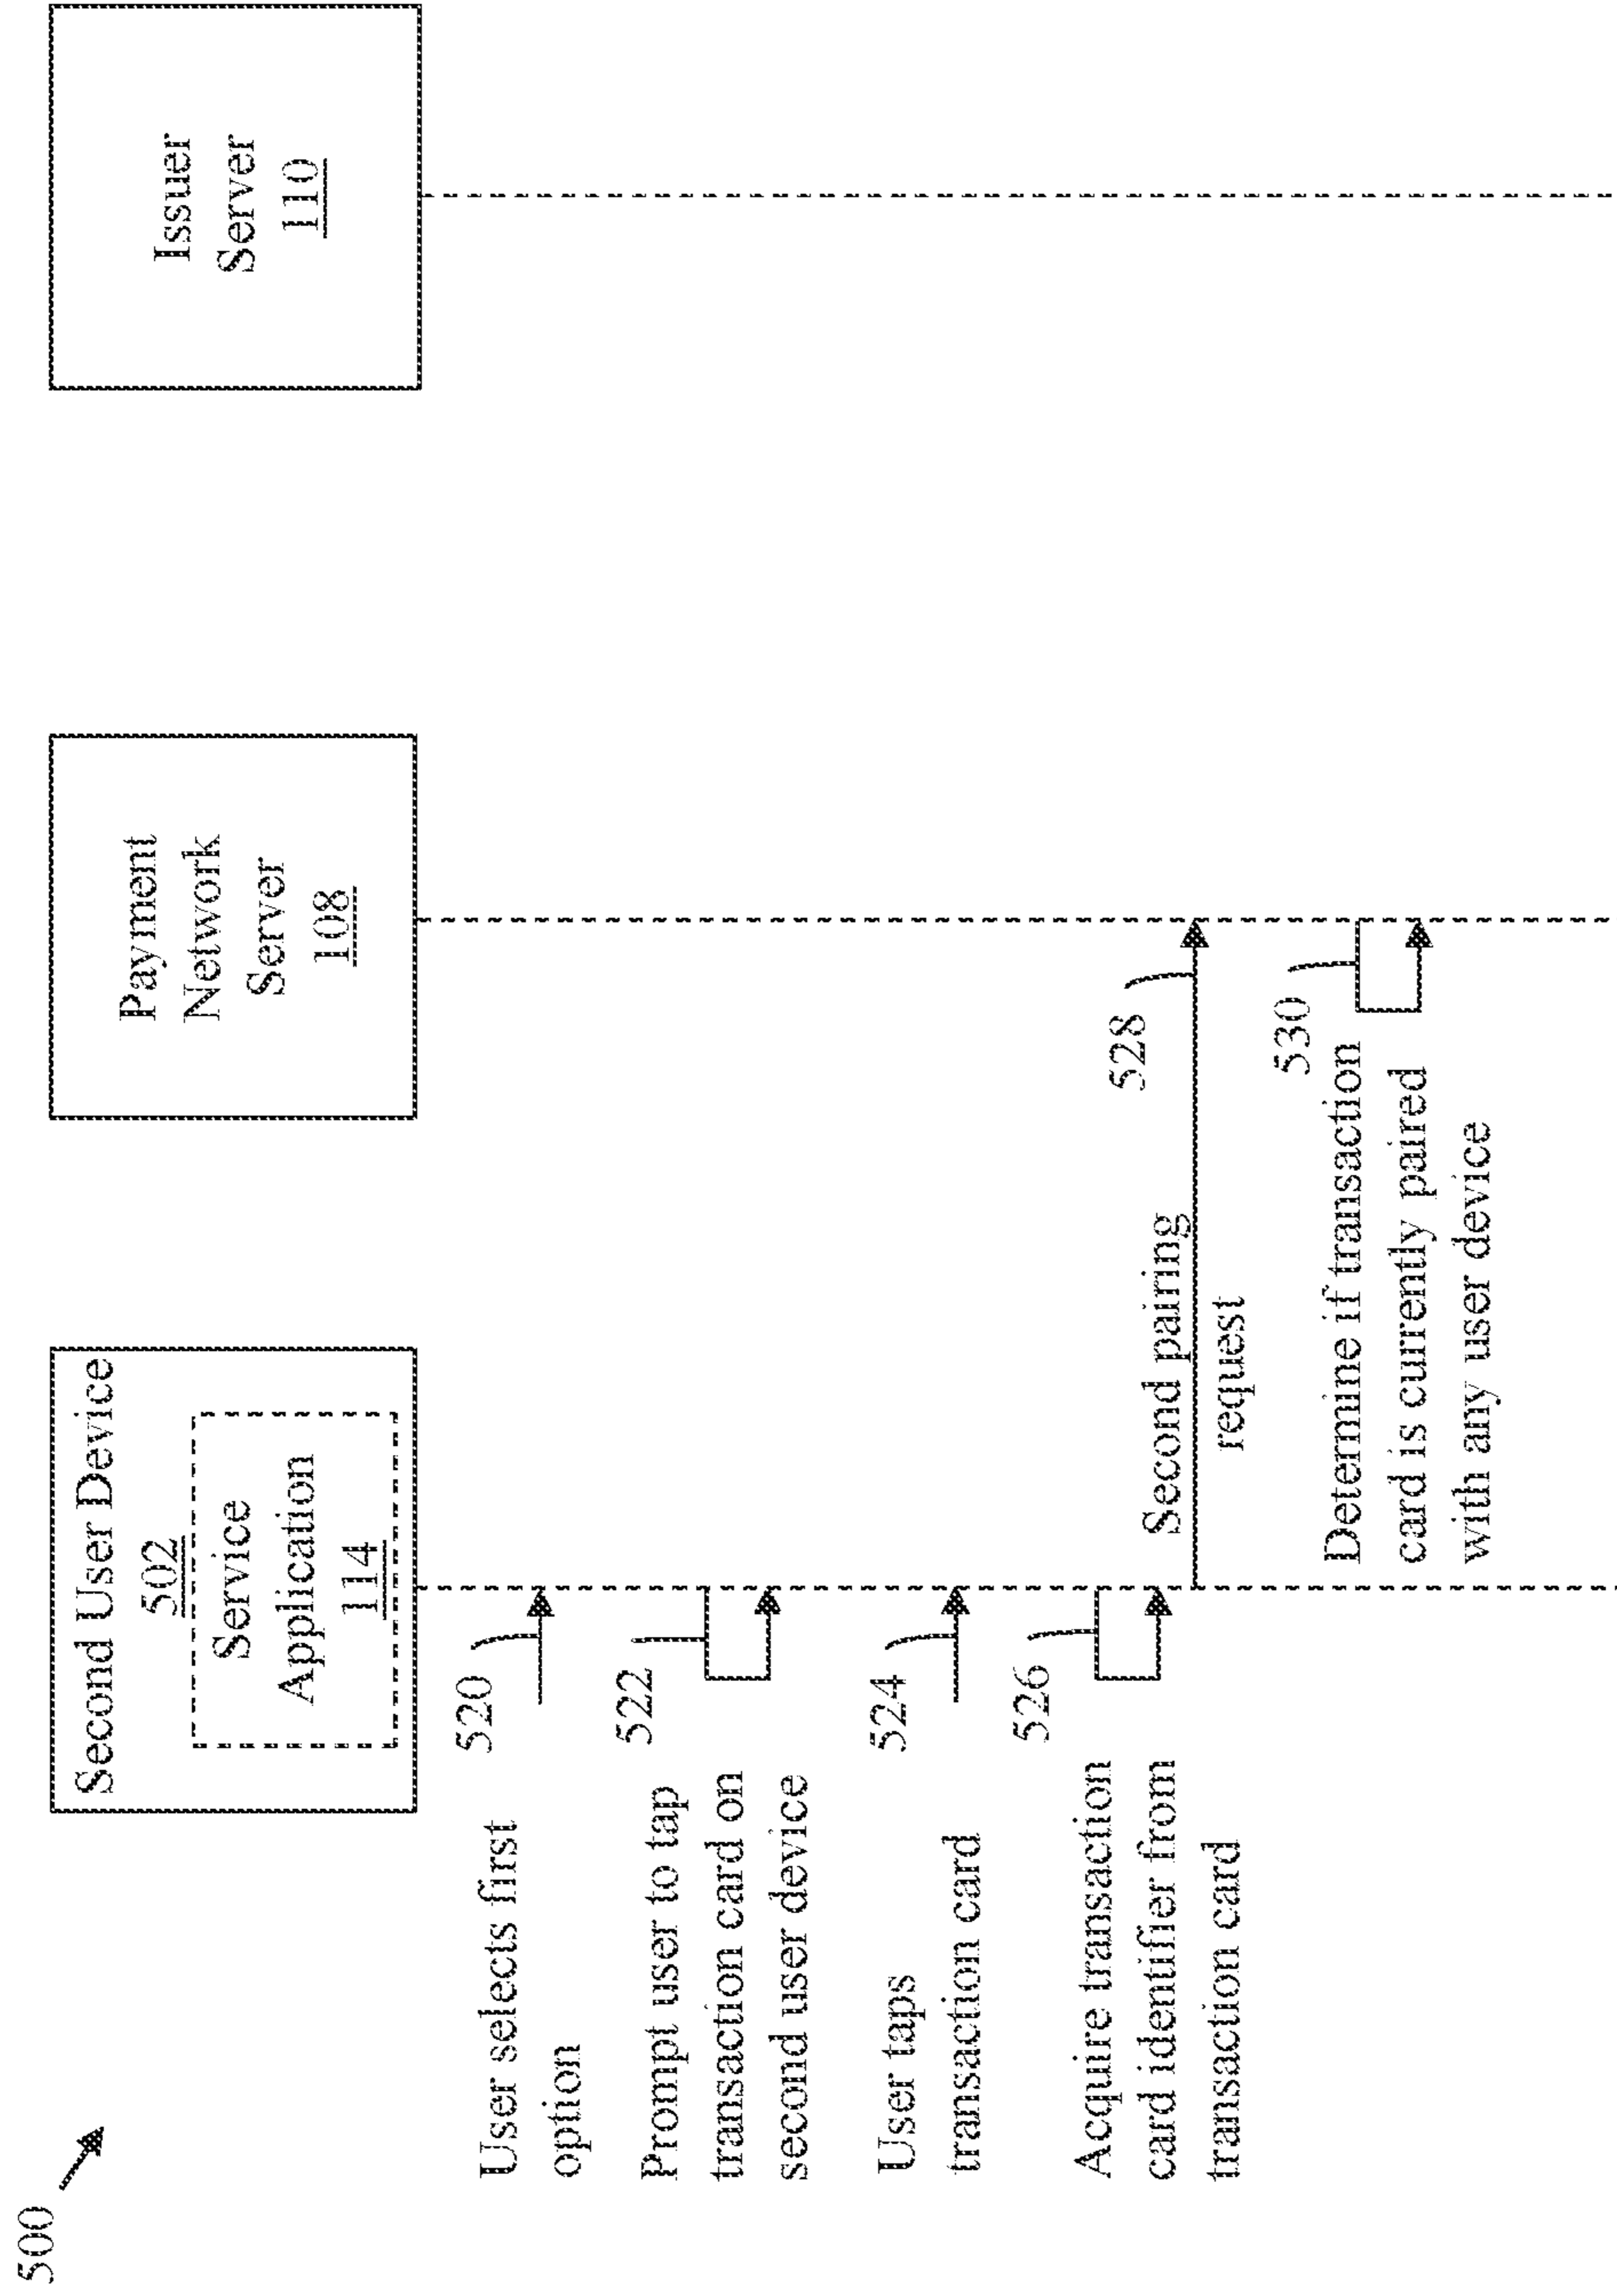 500
Second User Device
502
Service
Application
114
Payment
Network
Server
108
Issuer
Server
110
520
User selects first
option
522
Prompt user to tap
transaction card on
second user device
524
User taps
transaction card
526
Acquire transaction
card identifier from
transaction card
528
Second pairing
request
530
Determine if transaction
card is currently paired
with any user device